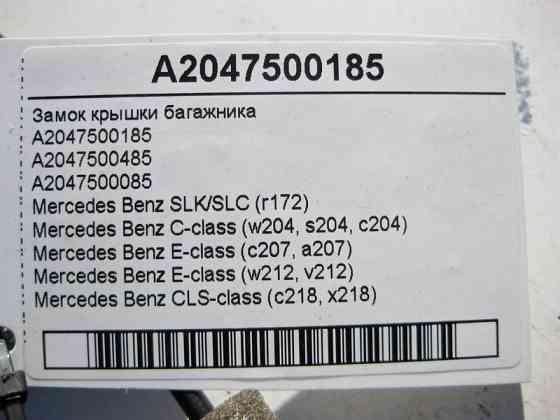 A2047500185
Замок крышки багажника
A2047500185
A2047500485
A2047500085
Mercedes Benz SLK/SLC (r172)
Mercedes Benz C-class (w204, s204, c204)
Mercedes Benz E-class (c207, a207)
Mercedes Benz E-class (w212, v212)
Mercedes Benz CLS-class (c218, x218)